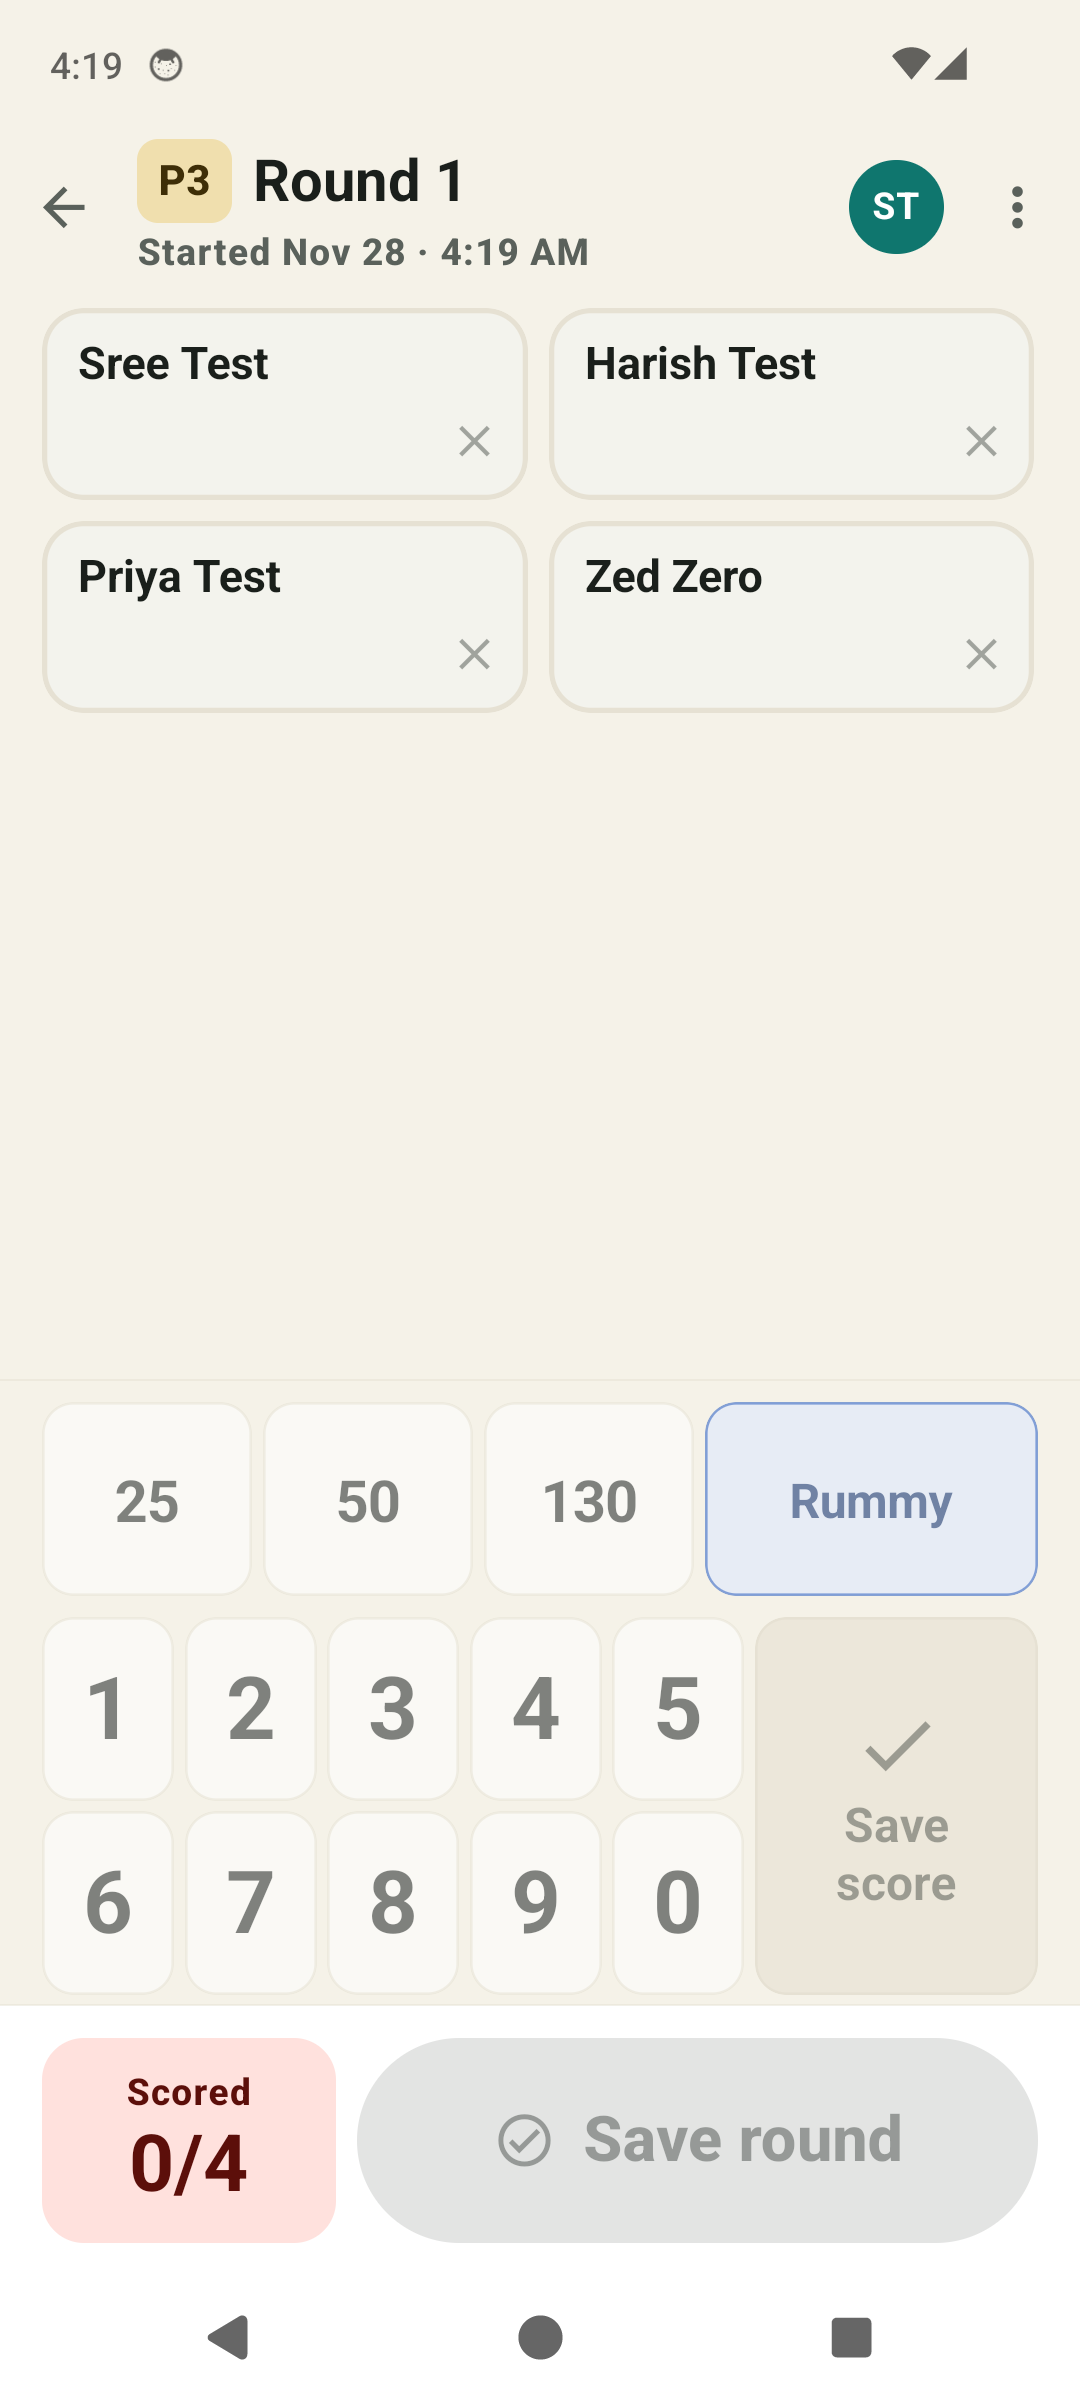 4:19
P3 Round 1
ST
Started Nov 28 · 4:19 AM
Sree Test
Harish Test
Priya Test
Zed Zero
25 50 130 Rummy
1 2 3 4 5
6 7 8 9 0
Save
score
Scored
0/4
Save round